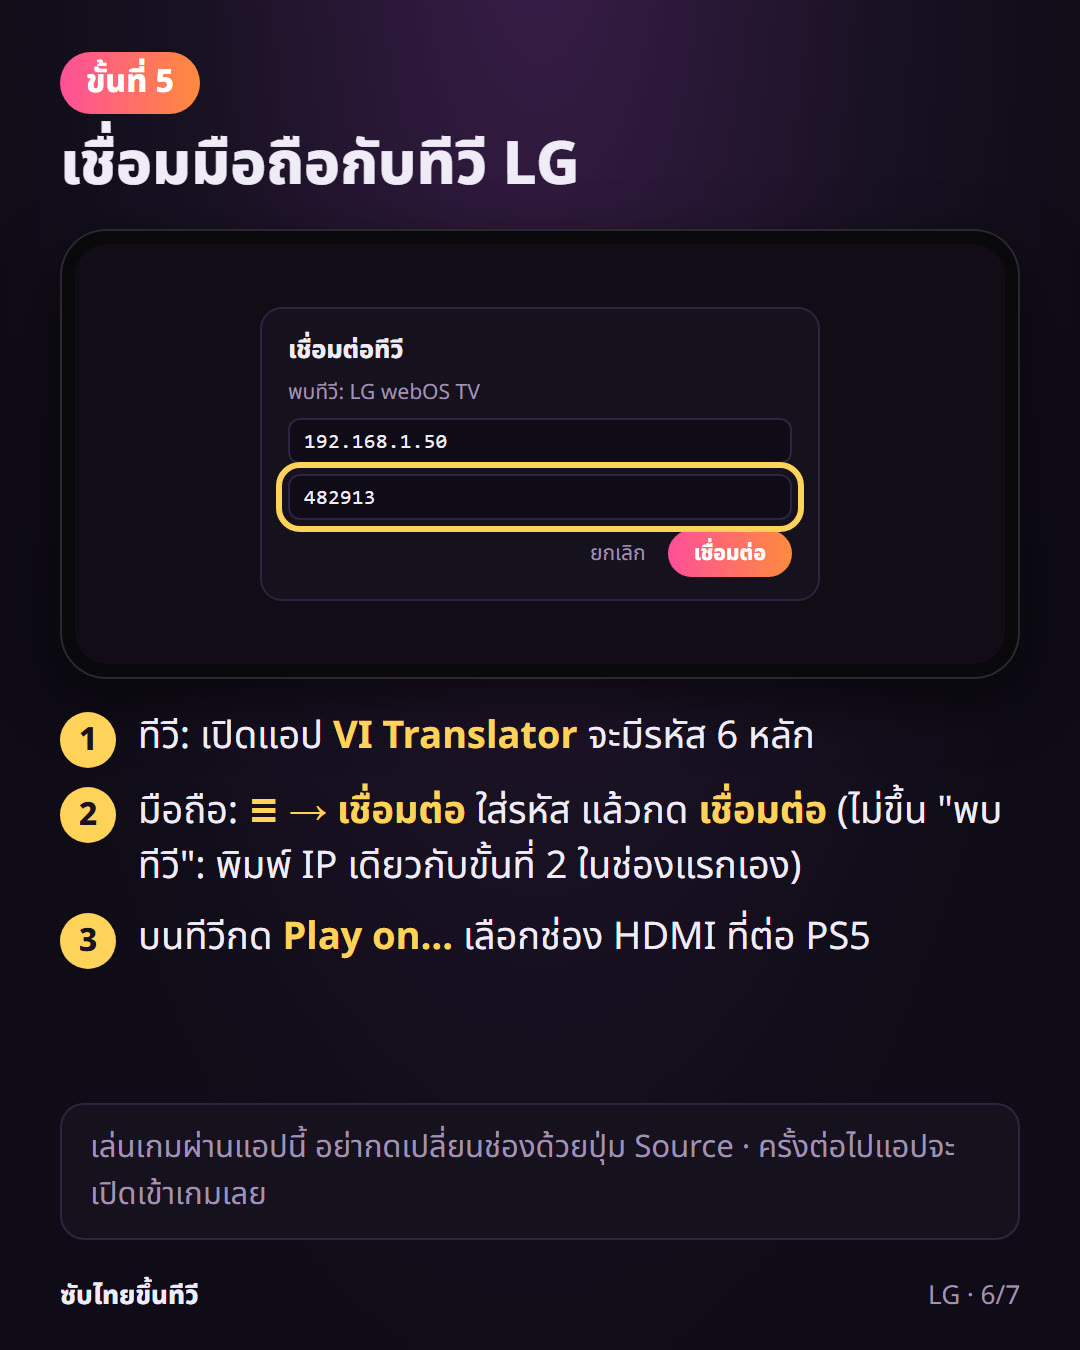 ขั้นที่ 5
เชื่อมมือถือกับทีวี LG
เชื่อมต่อทีวี
พบทีวี: LG webOS TV
192.168.1.50
482913
ยกเลิก เชื่อมต่อ
1 ทีวี: เปิดแอป VI Translator จะมีรหัส 6 หลัก
2 มือถือ: ☰ → เชื่อมต่อ ใส่รหัส แล้วกด เชื่อมต่อ (ไม่ขึ้น "พบ
ทีวี": พิมพ์ IP เดียวกับขั้นที่ 2 ในช่องแรกเอง)
3 บนทีวีกด Play on... เลือกช่อง HDMI ที่ต่อ PS5
เล่นเกมผ่านแอปนี้ อย่ากดเปลี่ยนช่องด้วยปุ่ม Source · ครั้งต่อไปแอปจะ
เปิดเข้าเกมเลย
ซับไทยขึ้นทีวี
LG · 6/7